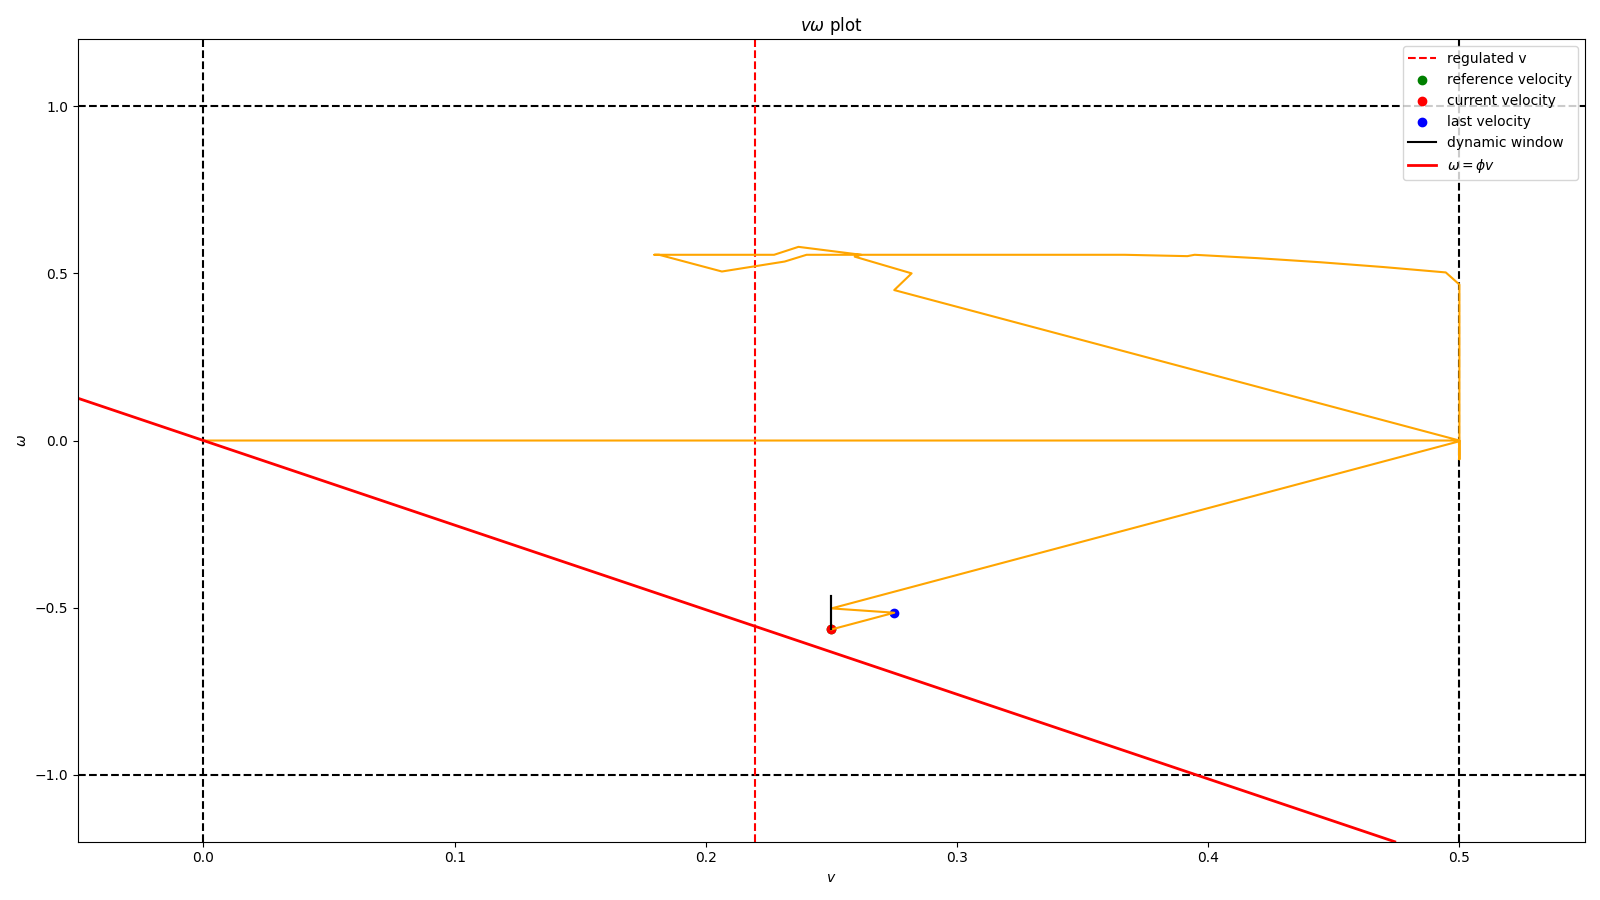 vω plot
regulated v
reference velocity
current velocity
last velocity
dynamic window
ω = ϕv
1.0
0.5
0.0
−0.5
−1.0
ω
0.0 0.1 0.2 0.3 0.4 0.5
v